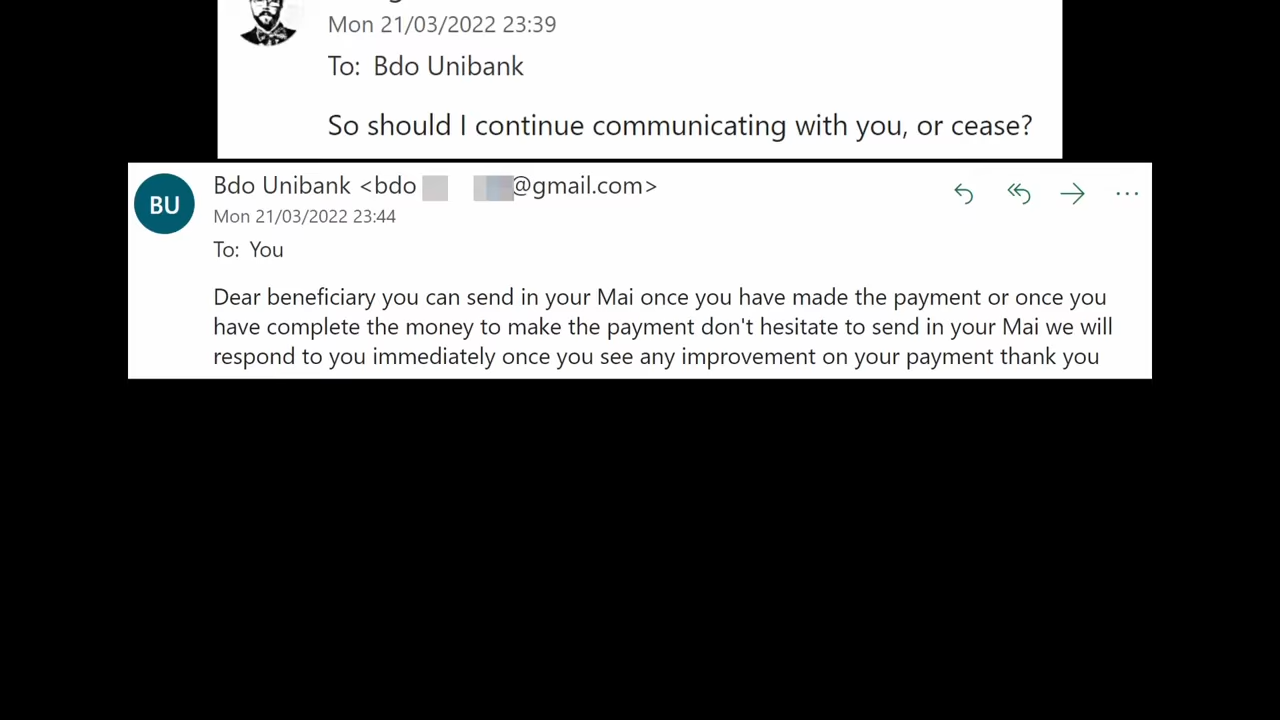 Mon 21/03/2022 23:39
To: Bdo Unibank
So should I continue communicating with you, or cease?
BU
Bdo Unibank <bdo @gmail.com>
Mon 21/03/2022 23:44
To: You
Dear beneficiary you can send in your Mai once you have made the payment or once you
have complete the money to make the payment don't hesitate to send in your Mai we will
respond to you immediately once you see any improvement on your payment thank you